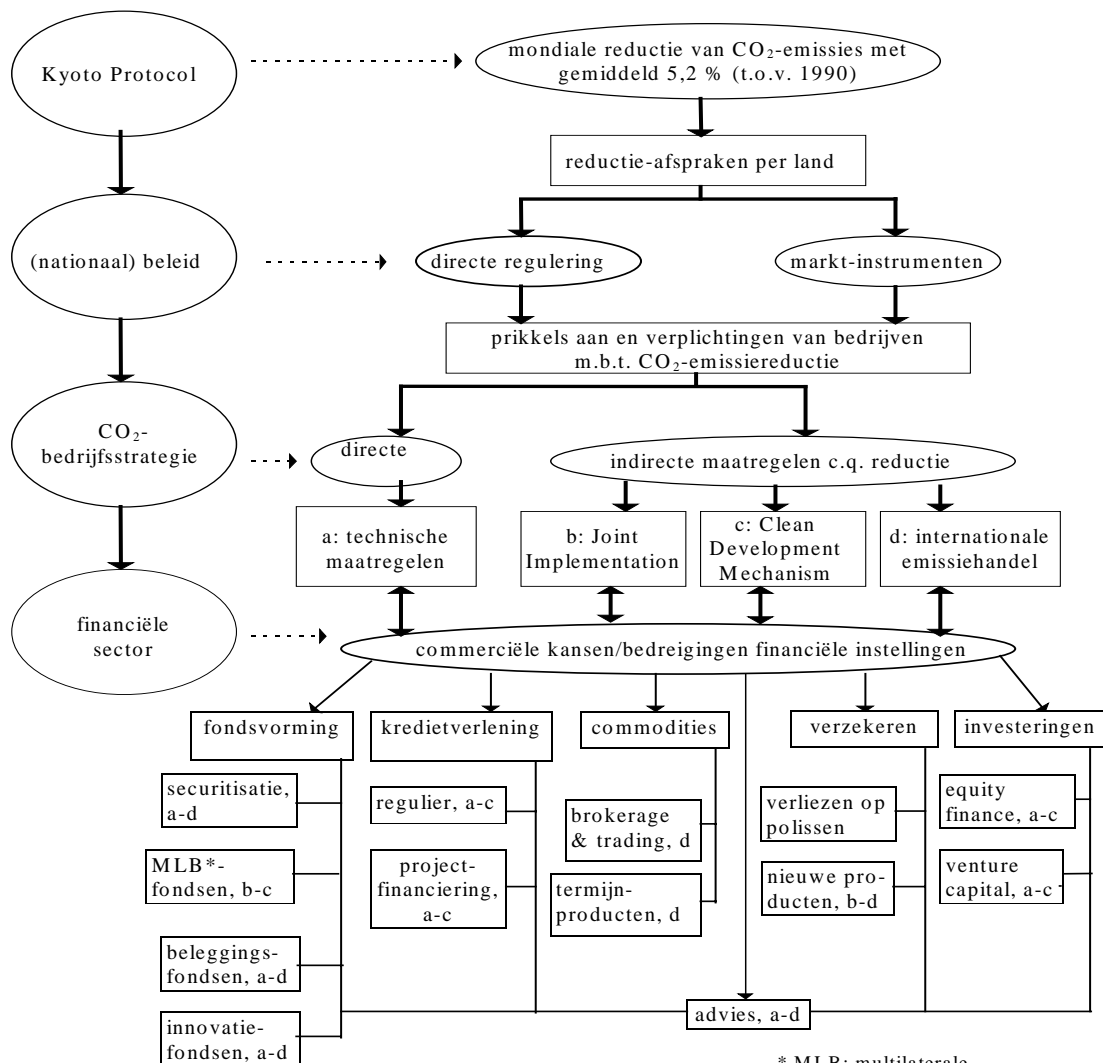 Kyoto Protocol
mondiale reductie van CO₂-emissies met
gemiddeld 5,2 % (t.o.v. 1990)
reductie-afspraken per land
(nationaal) beleid
directe regulering
markt-instrumenten
prikkels aan en verplichtingen van bedrijven
m.b.t. CO₂-emissiereductie
CO₂-
bedrijfsstrategie
directe
indirecte maatregelen c.q. reductie
a: technische
maatregelen
b: Joint
Implementation
c: Clean
Development
Mechanism
d: internationale
emissiehandel
financiële
sector
commerciële kansen/bedreigingen financiële instellingen
fondsvorming
kredietverlening
commodities
verzekeren
investeringen
securitisatie,
a-d
MLB*-
fondsen, b-c
beleggings-
fondsen, a-d
innovatie-
fondsen, a-d
regulier, a-c
project-
financiering,
a-c
brokerage
& trading, d
termijn-
producten, d
verliezen op
polissen
nieuwe pro-
ducten, b-d
equity
finance, a-c
venture
capital, a-c
advies, a-d
* MLB: multilaterale